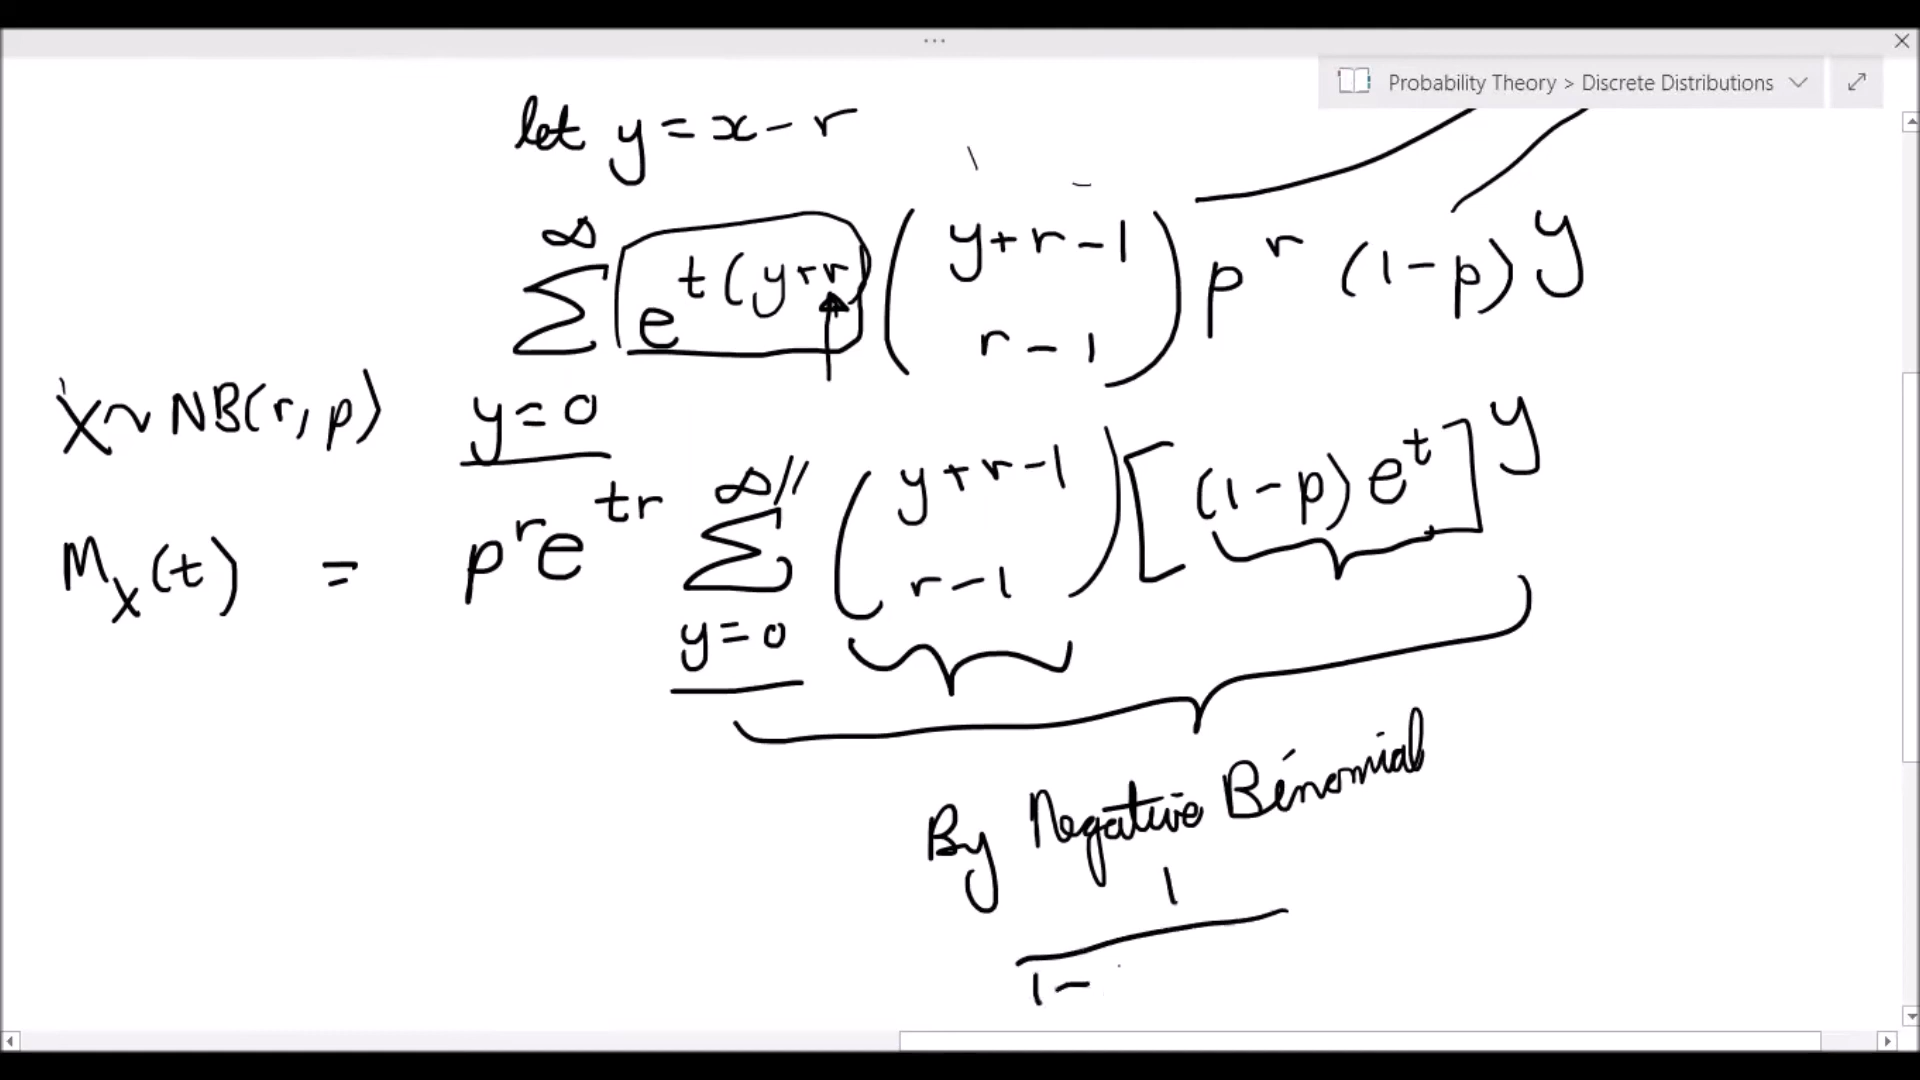 Probability Theory > Discrete Distributions
let y = x - r
∞ ∑ y=0 e^{t(y+r)} (y+r-1 r-1) p^r (1-p)^y
X ~ NB(r, p)
M_X(t) = p^r e^{tr} ∞ ∑ y=0 (y+r-1 r-1) [(1-p)e^t]^y
By Negative Binomial
1
1-